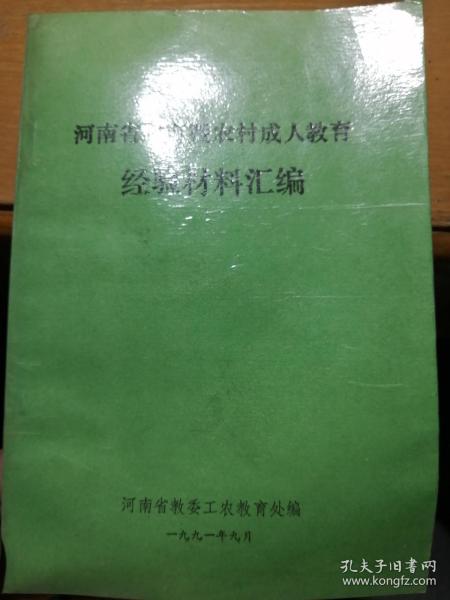 河南省农村成人教育
经验材料汇编
河南省教委工农教育处编
一九九一年九月
孔夫子旧书网
www.kongfz.com